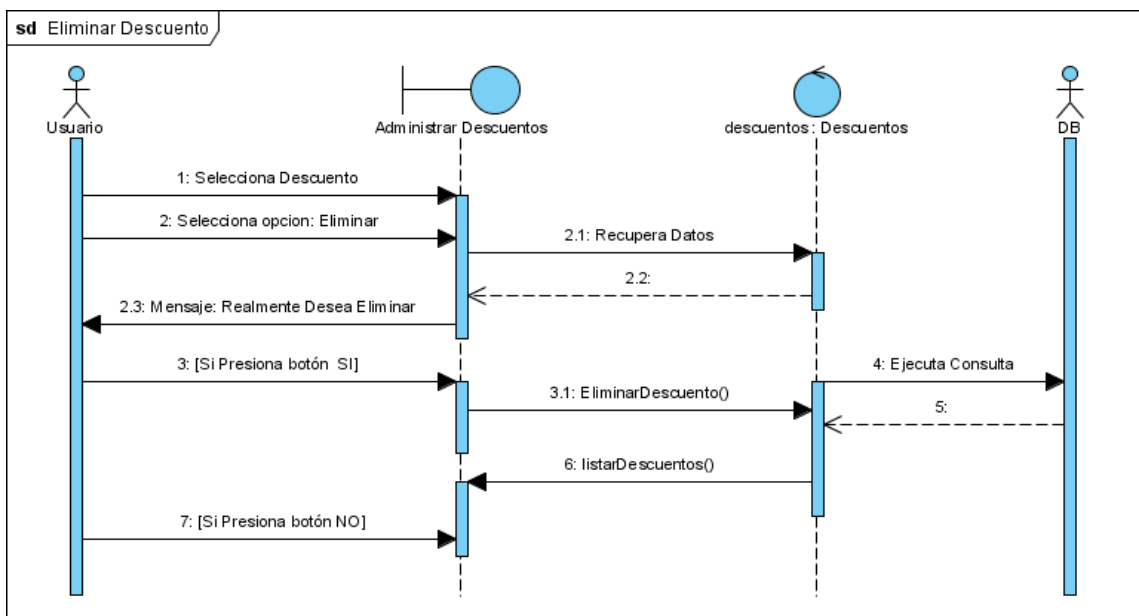 sd Eliminar Descuento
Usuario
Administrar Descuentos
descuentos : Descuentos
DB
1: Selecciona Descuento
2: Selecciona opcion: Eliminar
2.1: Recupera Datos
2.2:
2.3: Mensaje: Realmente Desea Eliminar
3: [Si Presiona botón SI]
4: Ejecuta Consulta
3.1: EliminarDescuento()
5:
6: listarDescuentos()
7: [Si Presiona botón NO]